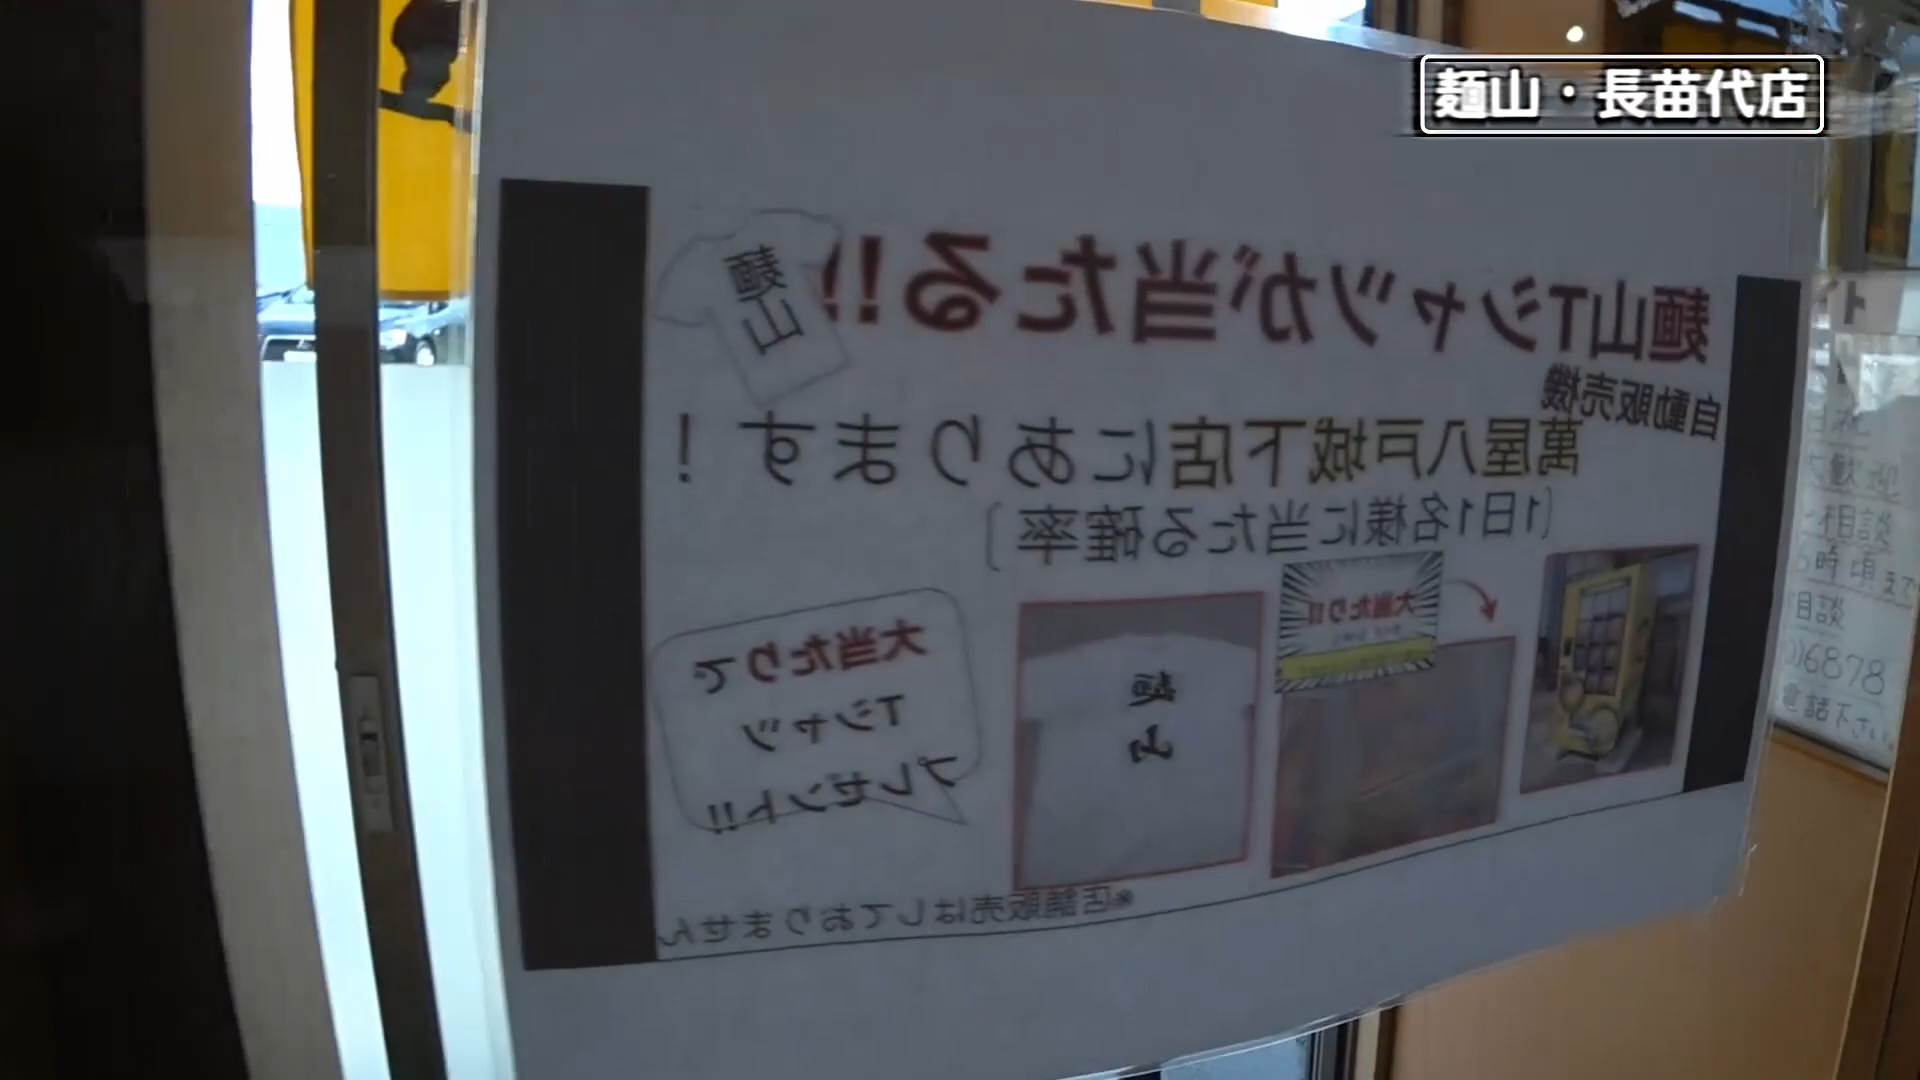 麺山・長苗代店
麺山Tシャツが当たる!!
麺山
自動販売機
萬屋八戸城下店にあります！
(1日1名様に当たる確率)
大当たり!!
大当たりで
Tシャツ
プレゼント!!
麺山
※店舗販売はしておりません
6878